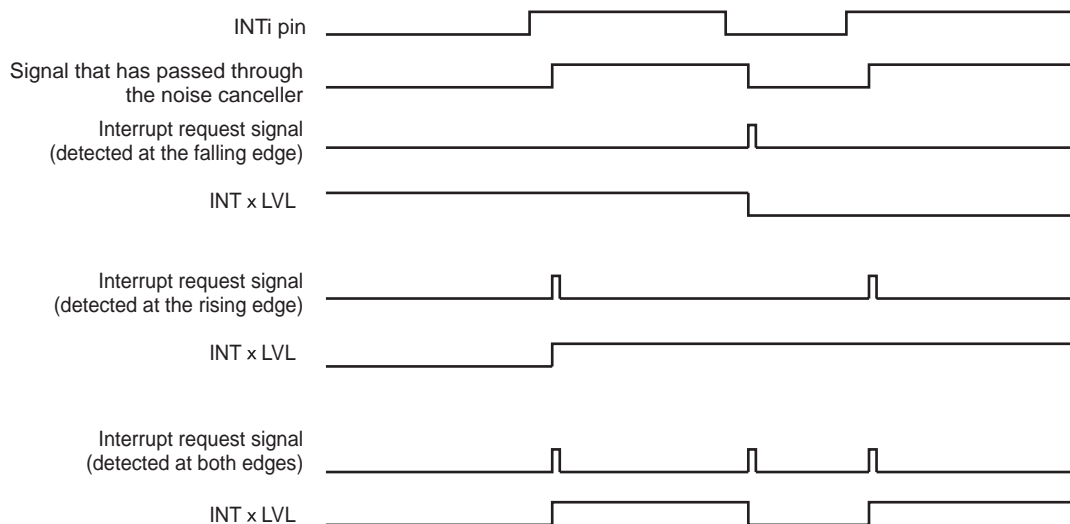 INTi pin
Signal that has passed through
the noise canceller
Interrupt request signal
(detected at the falling edge)
INT x LVL
Interrupt request signal
(detected at the rising edge)
INT x LVL
Interrupt request signal
(detected at both edges)
INT x LVL